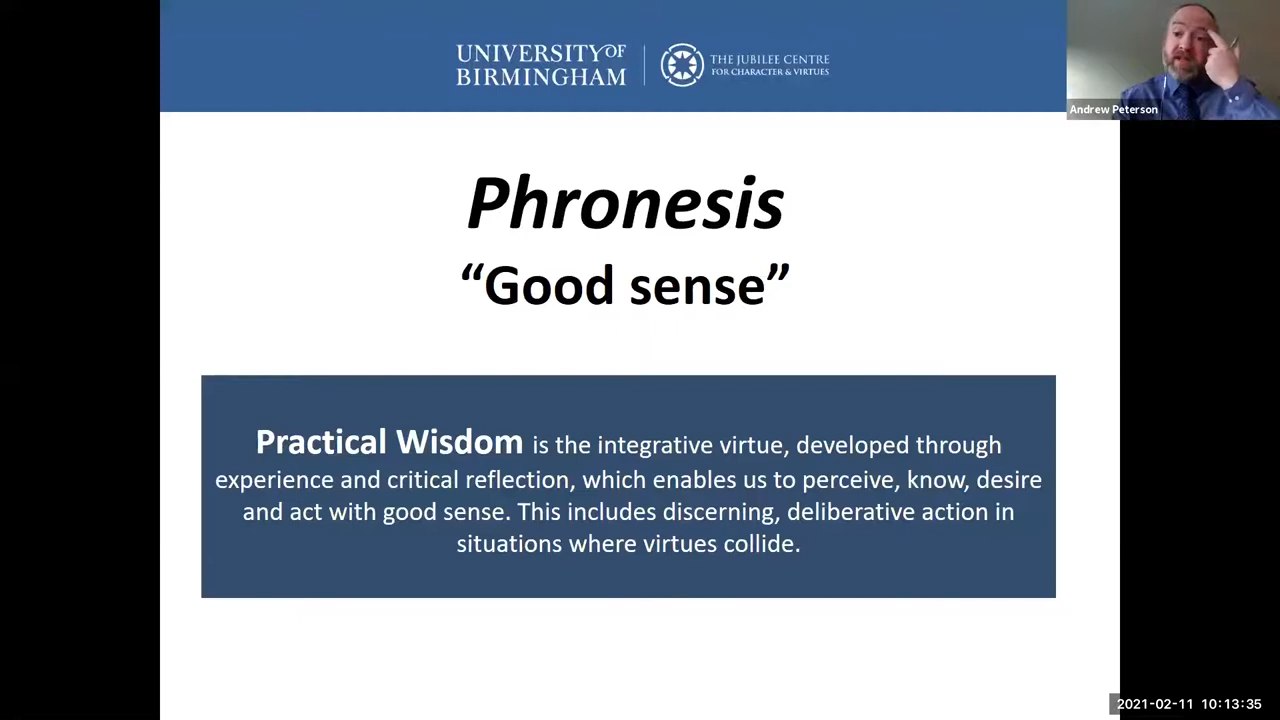 UNIVERSITY OF
BIRMINGHAM
THE JUBILEE CENTRE
FOR CHARACTER & VIRTUES
Andrew Peterson
Phronesis
“Good sense”
Practical Wisdom is the integrative virtue, developed through
experience and critical reflection, which enables us to perceive, know, desire
and act with good sense. This includes discerning, deliberative action in
situations where virtues collide.
2021-02-11 10:13:35